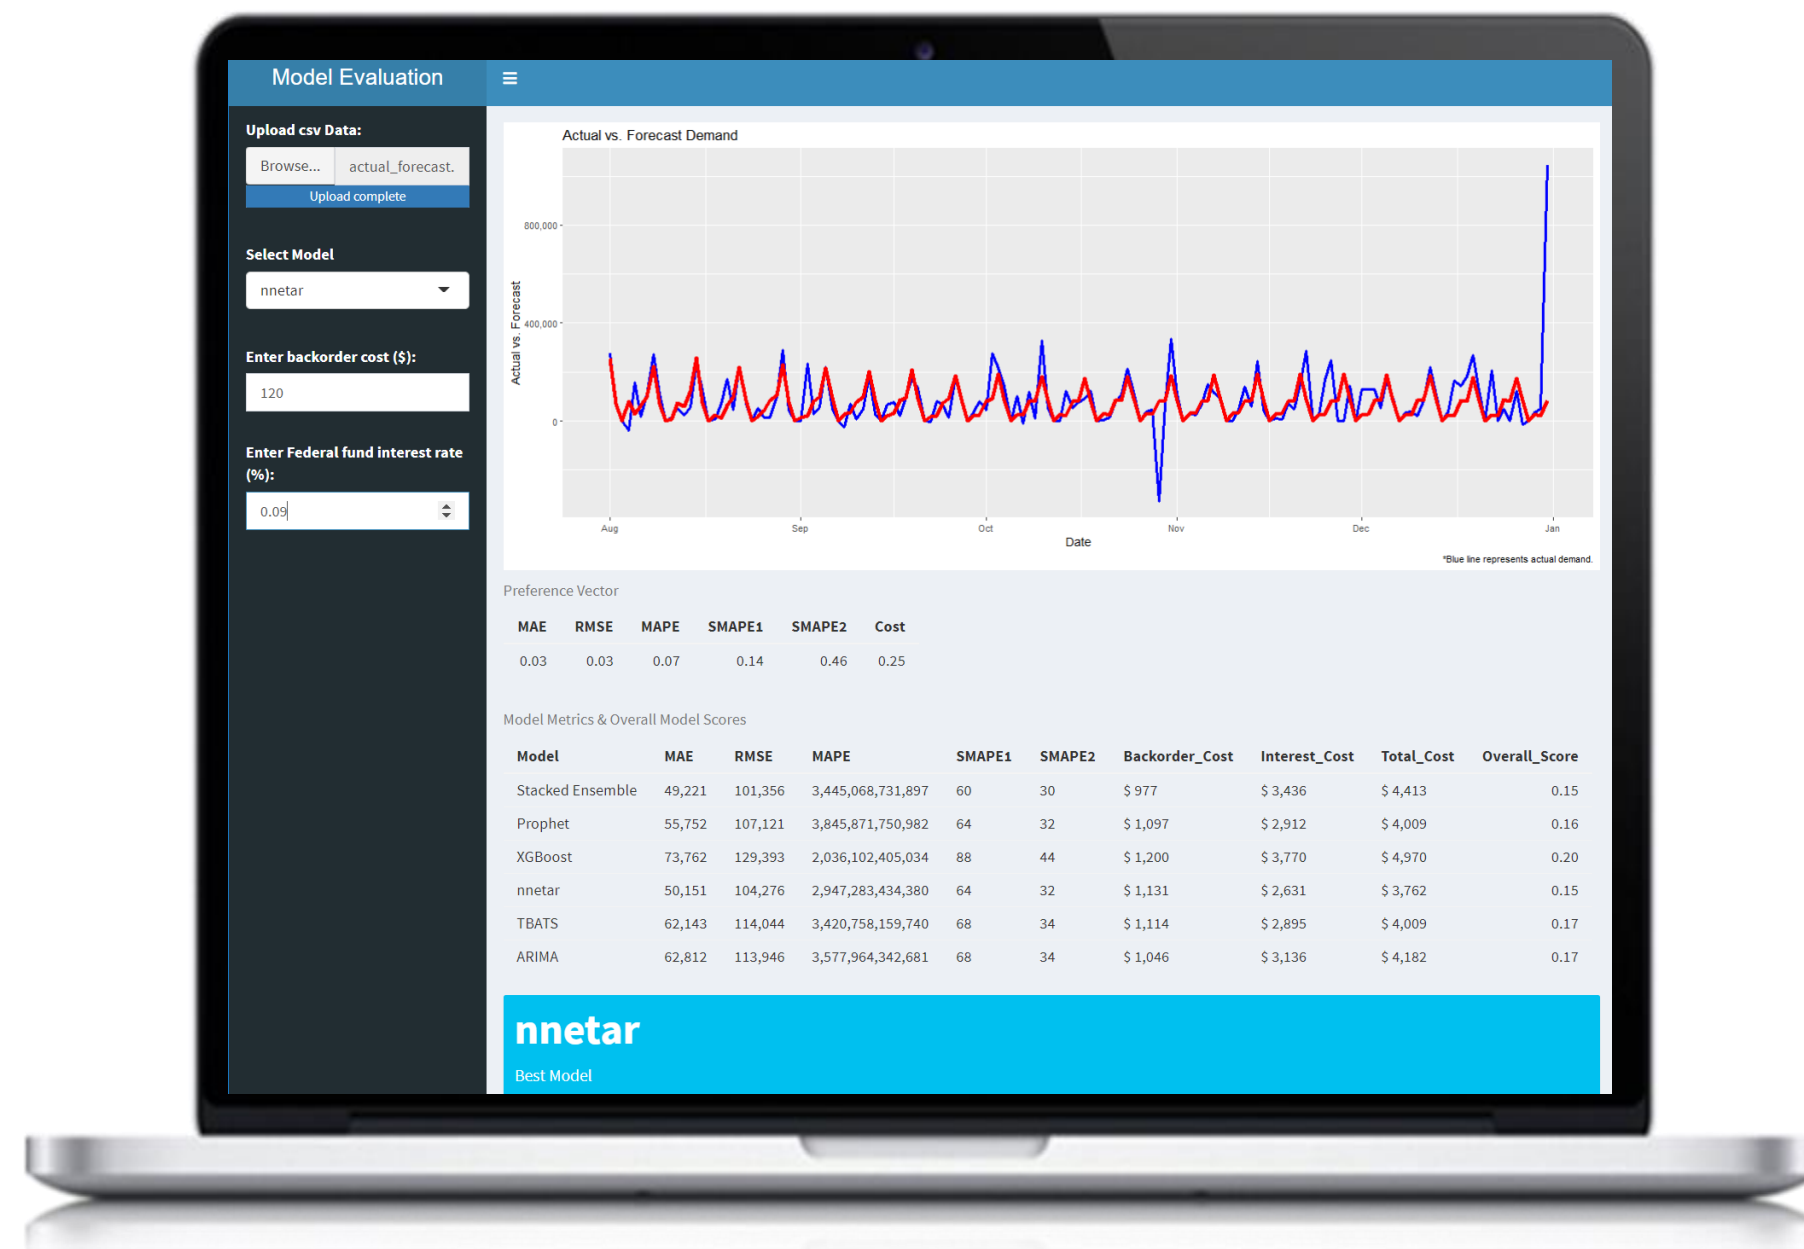 Model Evaluation
Upload csv Data:
Browse... actual_forecast.
Upload complete
Select Model
nnetar
Enter backorder cost ($):
120
Enter Federal fund interest rate
(%):
0.09
Actual vs. Forecast Demand
Actual vs. Forecast
800,000
400,000
0
Aug Sep Oct Nov Dec Jan
Date
*Blue line represents actual demand.
Preference Vector
MAE RMSE MAPE SMAPE1 SMAPE2 Cost
0.03 0.03 0.07 0.14 0.46 0.25
Model Metrics & Overall Model Scores
Model MAE RMSE MAPE SMAPE1 SMAPE2 Backorder_Cost Interest_Cost Total_Cost Overall_Score
Stacked Ensemble 49,221 101,356 3,445,068,731,897 60 30 $ 977 $ 3,436 $ 4,413 0.15
Prophet 55,752 107,121 3,845,871,750,982 64 32 $ 1,097 $ 2,912 $ 4,009 0.16
XGBoost 73,762 129,393 2,036,102,405,034 88 44 $ 1,200 $ 3,770 $ 4,970 0.20
nnetar 50,151 104,276 2,947,283,434,380 64 32 $ 1,131 $ 2,631 $ 3,762 0.15
TBATS 62,143 114,044 3,420,758,159,740 68 34 $ 1,114 $ 2,895 $ 4,009 0.17
ARIMA 62,812 113,946 3,577,964,342,681 68 34 $ 1,046 $ 3,136 $ 4,182 0.17
nnetar
Best Model